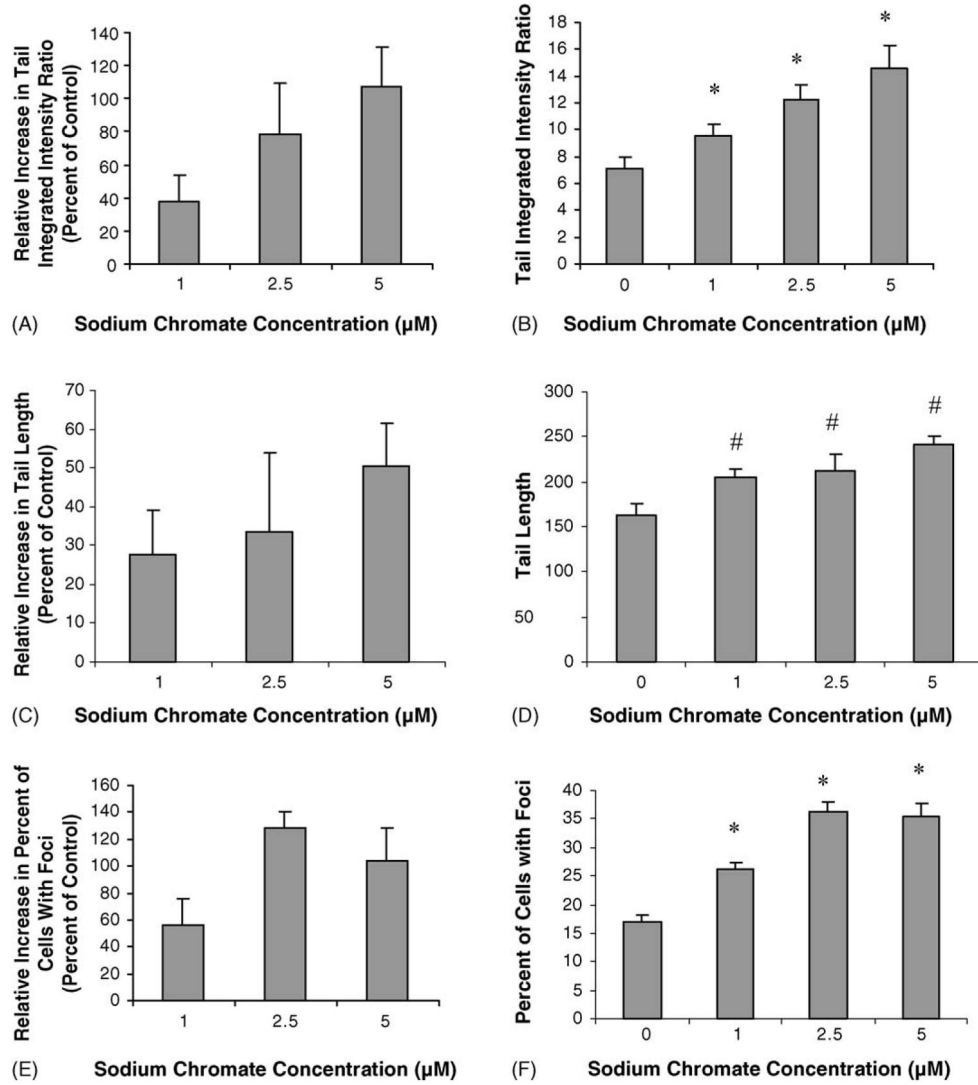 Relative Increase in Tail
Integrated Intensity Ratio
(Percent of Control)
140
120
100
80
60
40
20
0
1 2.5 5
(A) Sodium Chromate Concentration (µM)
Tail Integrated Intensity Ratio
18
16
14
12
10
8
6
4
2
0
* * *
0 1 2.5 5
(B) Sodium Chromate Concentration (µM)
Relative Increase in Tail Length
(Percent of Control)
70
60
50
40
30
20
10
0
1 2.5 5
(C) Sodium Chromate Concentration (µM)
Tail Length
300
250
200
150
100
50
0
# # #
0 1 2.5 5
(D) Sodium Chromate Concentration (µM)
Relative Increase in Percent of
Cells With Foci
(Percent of Control)
160
140
120
100
80
60
40
20
0
1 2.5 5
(E) Sodium Chromate Concentration (µM)
Percent of Cells with Foci
40
35
30
25
20
15
10
5
0
* * *
0 1 2.5 5
(F) Sodium Chromate Concentration (µM)